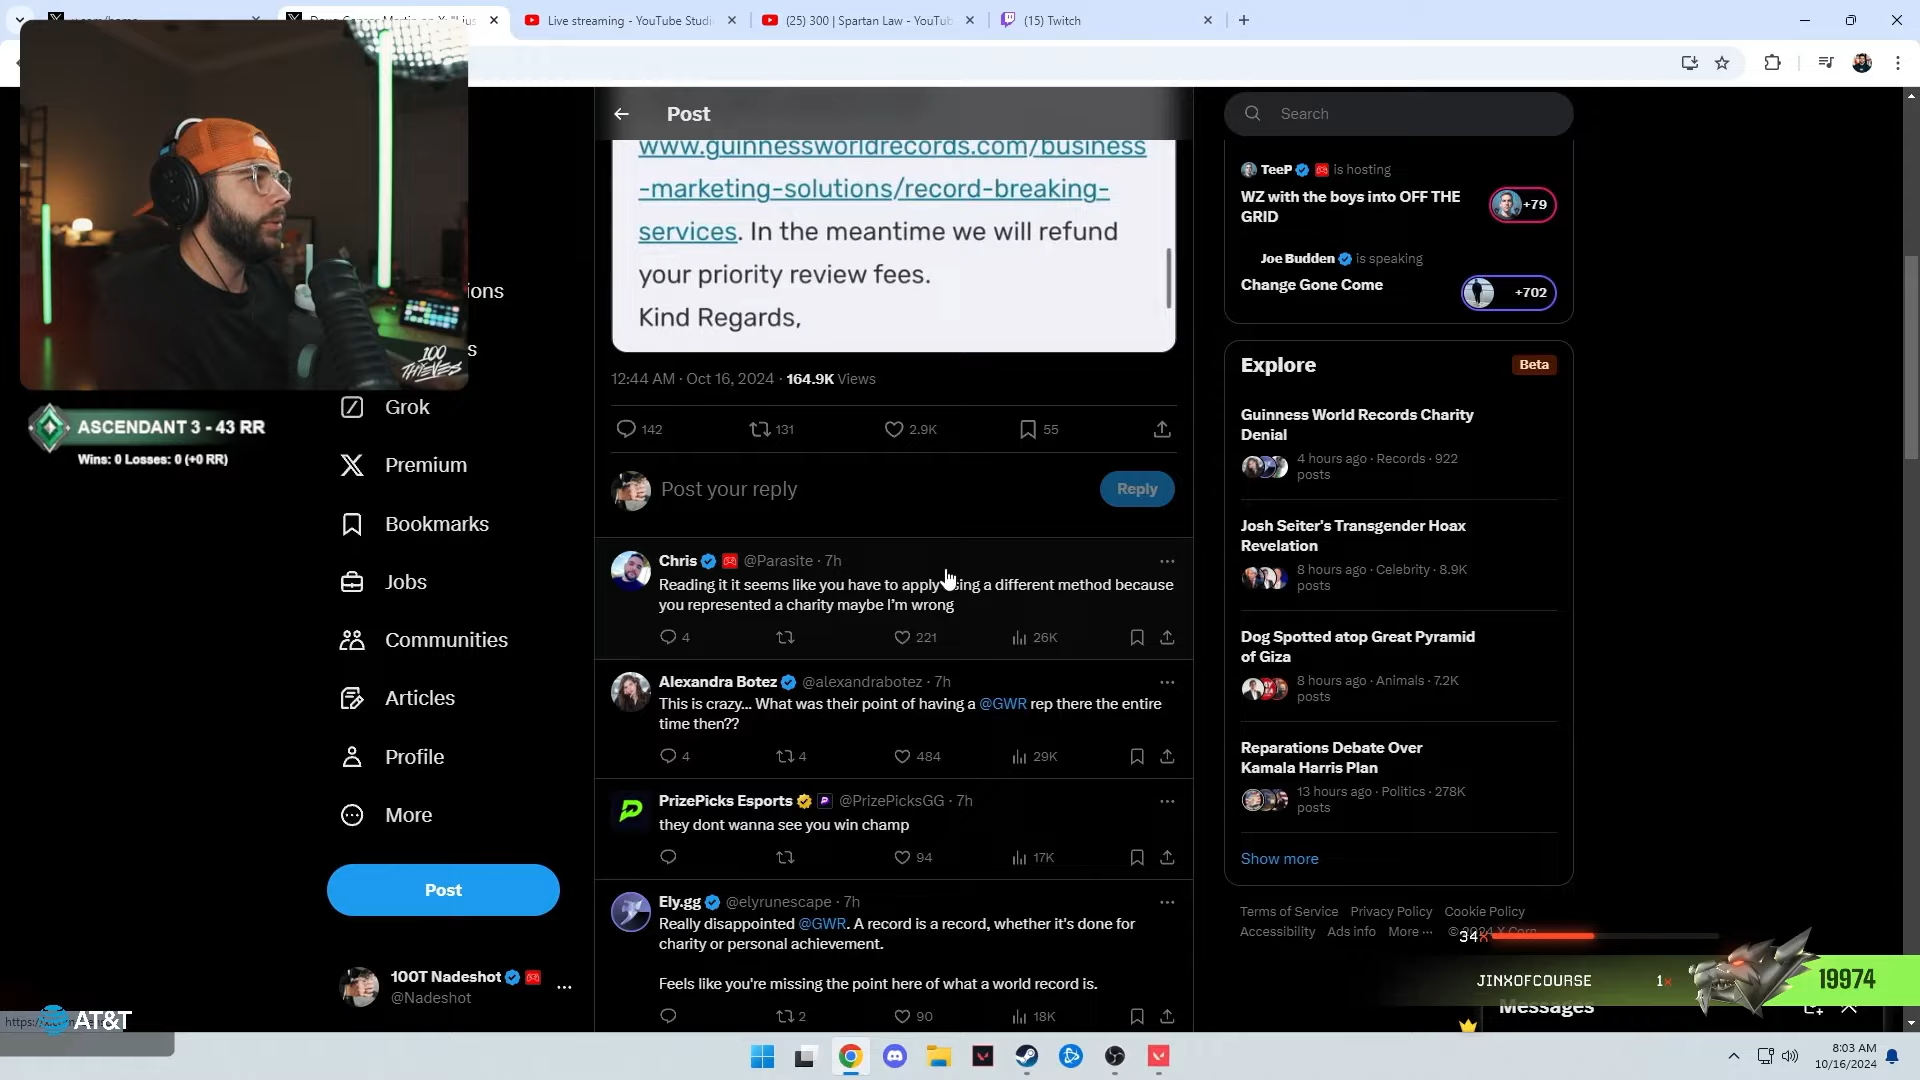 Live streaming - YouTube Studi
(25) 300 | Spartan Law - YouTub
(15) Twitch
100
THIEVES
ASCENDANT 3 - 43 RR
Wins: 0 Losses: 0 (+0 RR)
ions
s
Grok
Premium
Bookmarks
Jobs
Communities
Articles
Profile
More
Post
100T Nadeshot
@Nadeshot
AT&T
Post
www.guinnessworldrecords.com/business
-marketing-solutions/record-breaking-
services. In the meantime we will refund
your priority review fees.
Kind Regards,
12:44 AM · Oct 16, 2024 · 164.9K Views
142 131 2.9K 55
Post your reply
Reply
Chris @Parasite · 7h
Reading it it seems like you have to apply using a different method because
you represented a charity maybe I'm wrong
4 221 26K
Alexandra Botez @alexandrabotez · 7h
This is crazy... What was their point of having a @GWR rep there the entire
time then??
4 4 484 29K
PrizePicks Esports @PrizePicksGG · 7h
they dont wanna see you win champ
94 17K
Ely.gg @elyrunescape · 7h
Really disappointed @GWR. A record is a record, whether it's done for
charity or personal achievement.
Feels like you're missing the point here of what a world record is.
2 90 18K
Search
TeeP is hosting
WZ with the boys into OFF THE
GRID
+79
Joe Budden is speaking
Change Gone Come
+702
Explore
Beta
Guinness World Records Charity
Denial
4 hours ago · Records · 922
posts
Josh Seiter's Transgender Hoax
Revelation
8 hours ago · Celebrity · 8.9K
posts
Dog Spotted atop Great Pyramid
of Giza
8 hours ago · Animals · 7.2K
posts
Reparations Debate Over
Kamala Harris Plan
13 hours ago · Politics · 278K
posts
Show more
Terms of Service Privacy Policy Cookie Policy
Accessibility Ads info More ··· © 2024 X Corp.
34x
JINXOFCOURSE 1x
19974
Messages
8:03 AM
10/16/2024